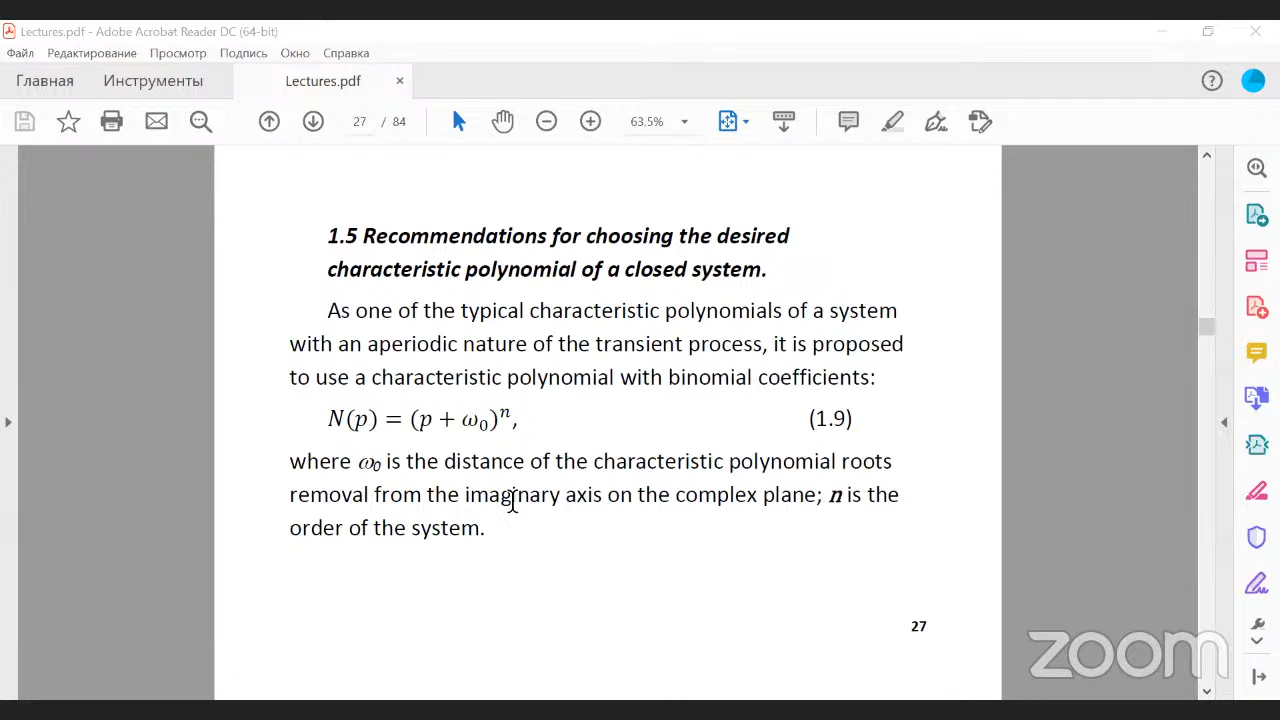 Lectures.pdf - Adobe Acrobat Reader DC (64-bit)
Файл Редактирование Просмотр Подпись Окно Справка
Главная Инструменты Lectures.pdf ×
27 / 84 63,5%
1.5 Recommendations for choosing the desired
characteristic polynomial of a closed system.
As one of the typical characteristic polynomials of a system
with an aperiodic nature of the transient process, it is proposed
to use a characteristic polynomial with binomial coefficients:
N(p) = (p + ω₀)ⁿ, (1.9)
where ω₀ is the distance of the characteristic polynomial roots
removal from the imaginary axis on the complex plane; n is the
order of the system.
27
zoom